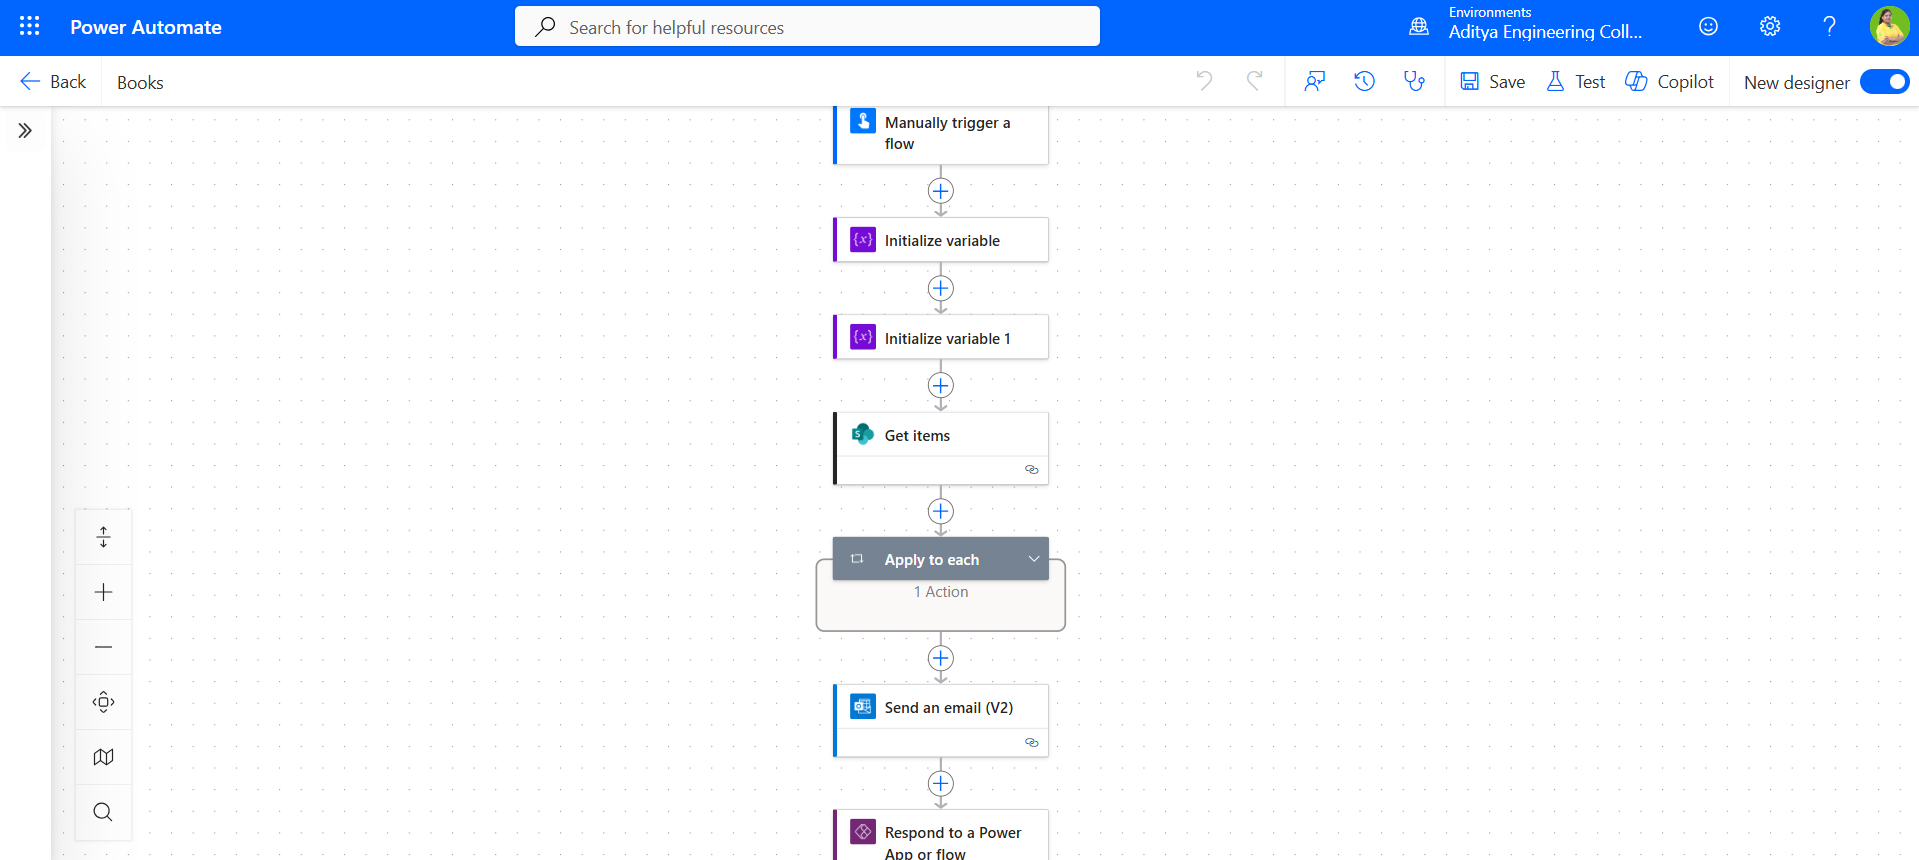 Power Automate
Search for helpful resources
Environments
Aditya Engineering Coll...
Back
Books
Save
Test
Copilot
New designer
Manually trigger a
flow
{x} Initialize variable
{x} Initialize variable 1
Get items
Apply to each
1 Action
Send an email (V2)
Respond to a Power
App or flow